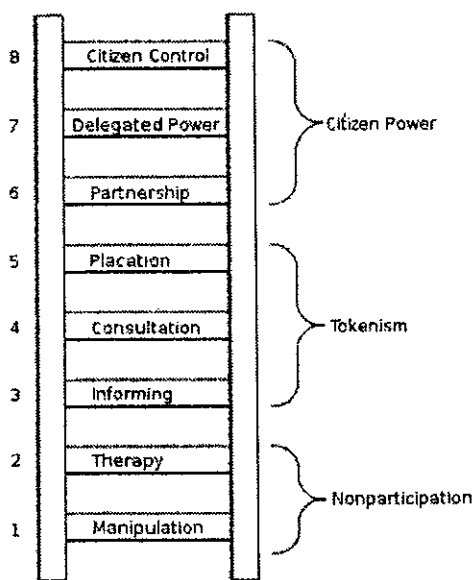 8 Citizen Control
7 Delegated Power
Citizen Power
6 Partnership
5 Placation
4 Consultation
Tokenism
3 Informing
2 Therapy
Nonparticipation
1 Manipulation